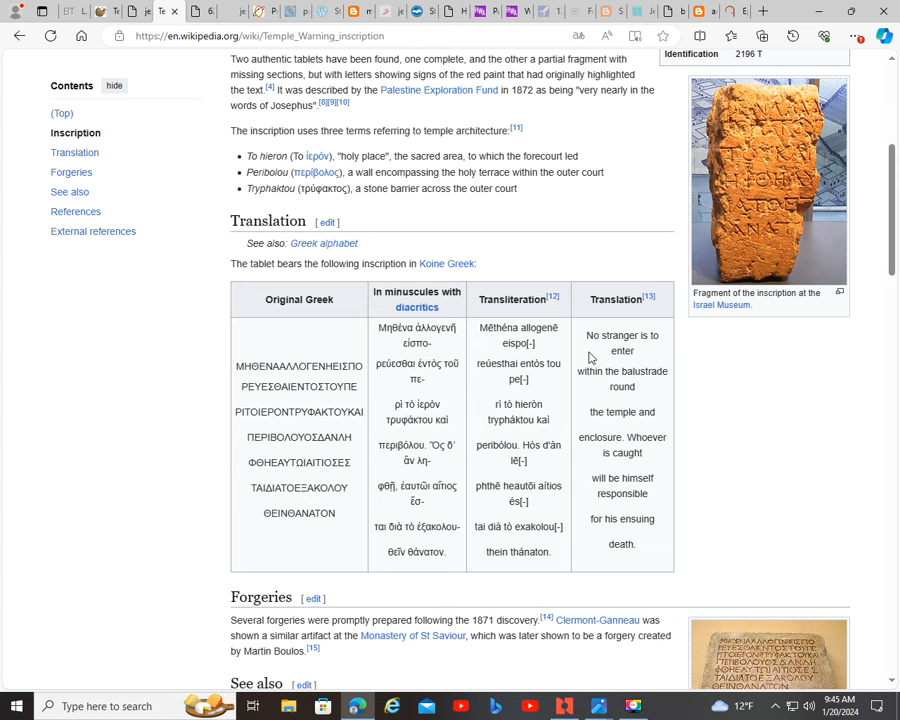 https://en.wikipedia.org/wiki/Temple_Warning_inscription
Contents hide
(Top)
Inscription
Translation
Forgeries
See also
References
External references
Two authentic tablets have been found, one complete, and the other a partial fragment with
missing sections, but with letters showing signs of the red paint that had originally highlighted
the text.[4] It was described by the Palestine Exploration Fund in 1872 as being "very nearly in the
words of Josephus".[8][9][10]
The inscription uses three terms referring to temple architecture:[11]
• To hieron (Το ἱερόν), "holy place", the sacred area, to which the forecourt led
• Peribolou (περίβολος), a wall encompassing the holy terrace within the outer court
• Tryphaktou (τρύφακτος), a stone barrier across the outer court
Translation [ edit ]
See also: Greek alphabet
The tablet bears the following inscription in Koine Greek:
Original Greek
ΜΗΘΕΝΑΑΛΛΟΓΕΝΗΕΙΣΠΟ
ΡΕΥΕΣΘΑΙΕΝΤΟΣΤΟΥΠΕ
ΡΙΤΟΙΕΡΟΝΤΡΥΦΑΚΤΟΥΚΑΙ
ΠΕΡΙΒΟΛΟΥΟΣΔΑΝΛΗ
ΦΘΗΕΑΥΤΩΙΑΙΤΙΟΣΕΣ
ΤΑΙΔΙΑΤΟΕΞΑΚΟΛΟΥ
ΘΕΙΝΘΑΝΑΤΟΝ
In minuscules with
diacritics
Μηθένα ἀλλογενῆ
εἰσπο-
ρεύεσθαι ἐντὸς τοῦ
πε-
ρὶ τὸ ἱερὸν
τρυφάκτου καὶ
περιβόλου. Ὃς δ᾽
ἂν λη-
φθῇ, ἑαυτῶι αἴτιος
ἔσ-
ται διὰ τὸ ἐξακολου-
θεῖν θάνατον.
Transliteration[12]
Mēthéna allogenē
eispo[-]
reúesthai entòs tou
pe[-]
rì tò hieròn
trypháktou kaì
peribólou. Hòs d'àn
lē[-]
phthē heautōi aítios
és[-]
tai dià tò exakolou[-]
thein thánaton.
Translation[13]
No stranger is to
enter
within the balustrade
round
the temple and
enclosure. Whoever
is caught
will be himself
responsible
for his ensuing
death.
Forgeries [ edit ]
Several forgeries were promptly prepared following the 1871 discovery.[14] Clermont-Ganneau was
shown a similar artifact at the Monastery of St Saviour, which was later shown to be a forgery created
by Martin Boulos.[15]
See also [ edit ]
Identification 2196 T
Fragment of the inscription at the
Israel Museum.
Type here to search
12°F
9:45 AM
1/20/2024